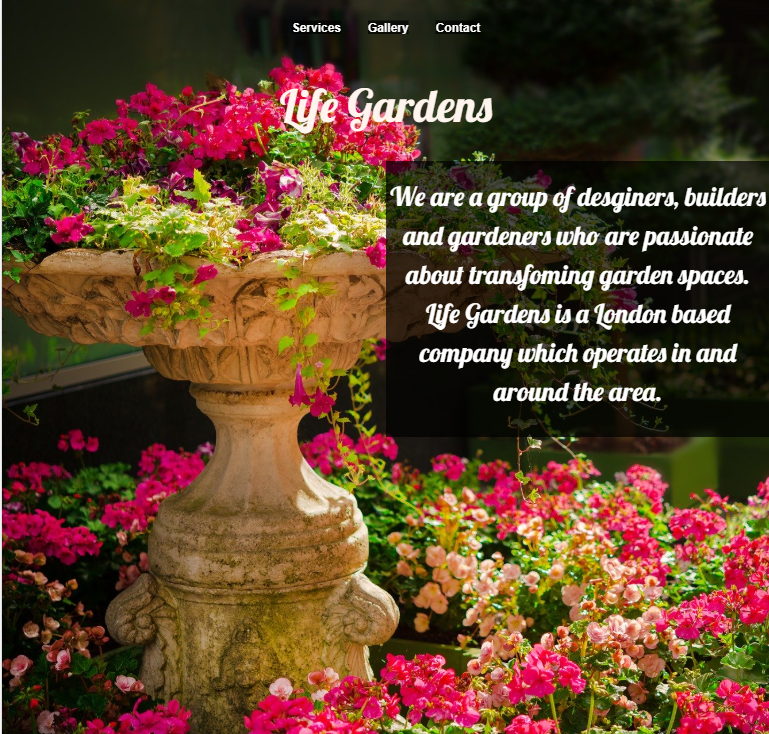 Services Gallery Contact
Life Gardens
We are a group of desginers, builders
and gardeners who are passionate
about transfoming garden spaces.
Life Gardens is a London based
company which operates in and
around the area.